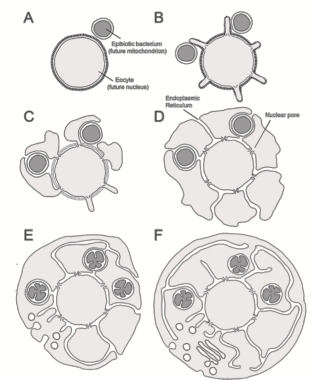 A
B
Epibiotic bacterium
(future mitochondrion)
Eocyte
(future nucleus)
C
D
Endoplasmic
Reticulum
Nuclear pore
E
F